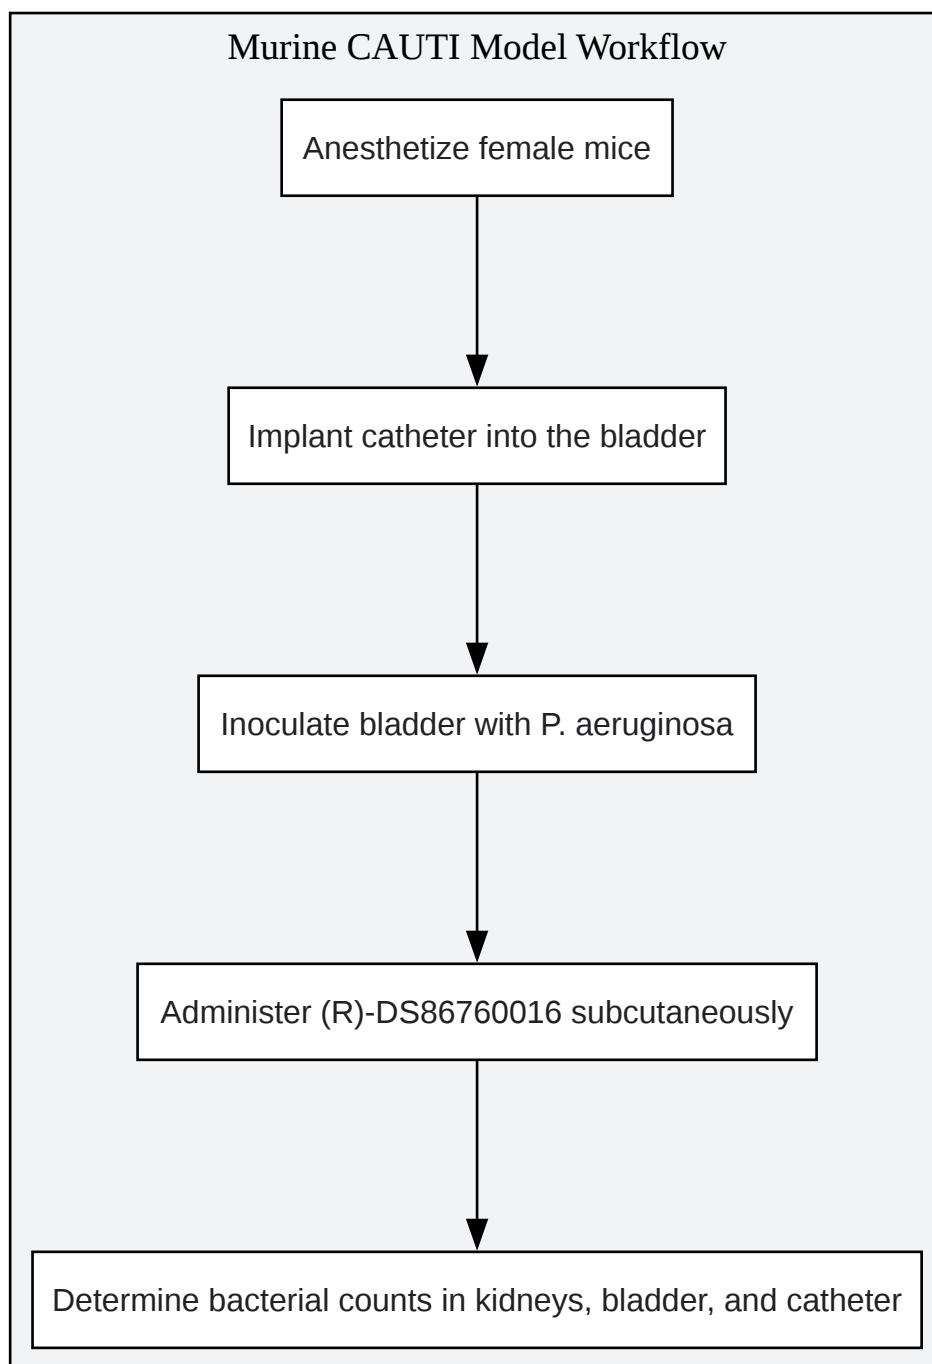 Murine CAUTI Model Workflow
Anesthetize female mice
Implant catheter into the bladder
Inoculate bladder with P. aeruginosa
Administer (R)-DS86760016 subcutaneously
Determine bacterial counts in kidneys, bladder, and catheter